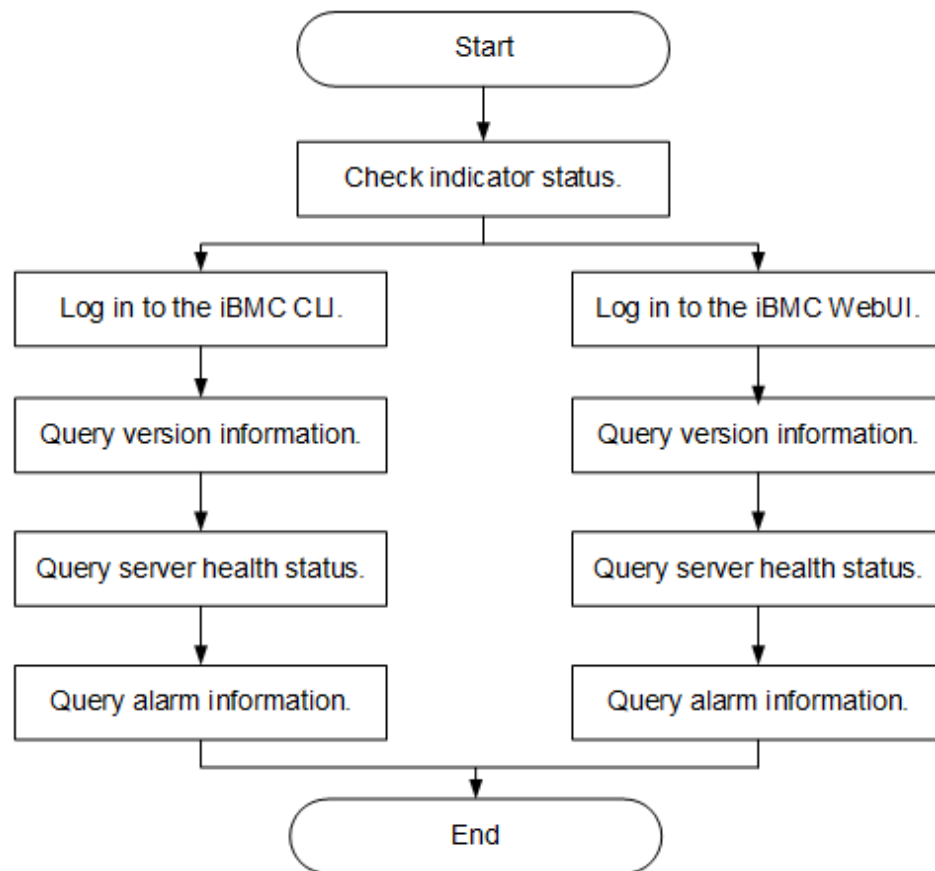 Start
Check indicator status.
Log in to the iBMC CLI.
Log in to the iBMC WebUI.
Query version information.
Query version information.
Query server health status.
Query server health status.
Query alarm information.
Query alarm information.
End